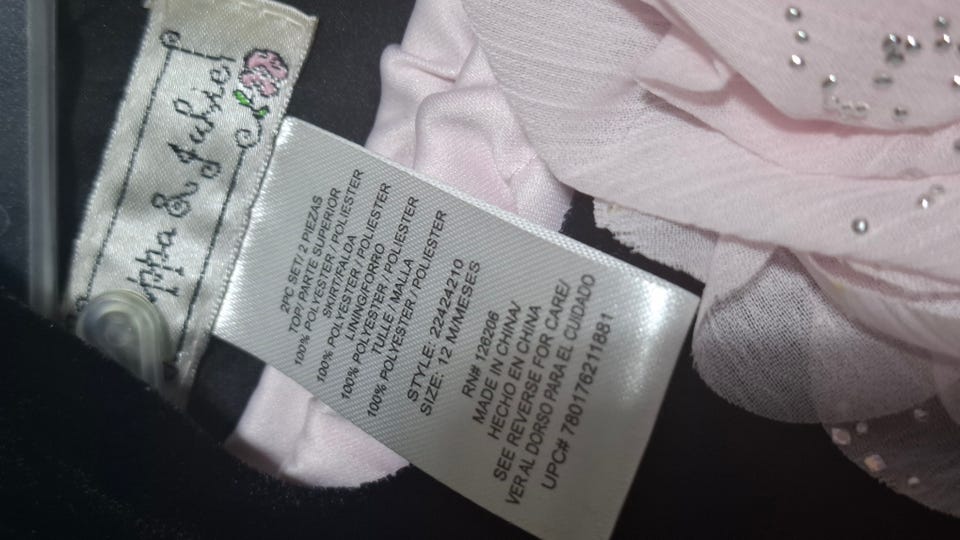 ppa & Julie
2PC SET/ 2 PIEZAS
TOP/ PARTE SUPERIOR
100% POLYESTER / POLIESTER
SKIRT/FALDA
100% POLYESTER / POLIESTER
LINING/FORRO
100% POLYESTER / POLIESTER
TULLE / MALLA
100% POLYESTER / POLIESTER
STYLE: 22424210
SIZE: 12 M/MESES
RN# 126206
MADE IN CHINA/
HECHO EN CHINA
SEE REVERSE FOR CARE/
VER AL DORSO PARA EL CUIDADO
UPC# 780176211881